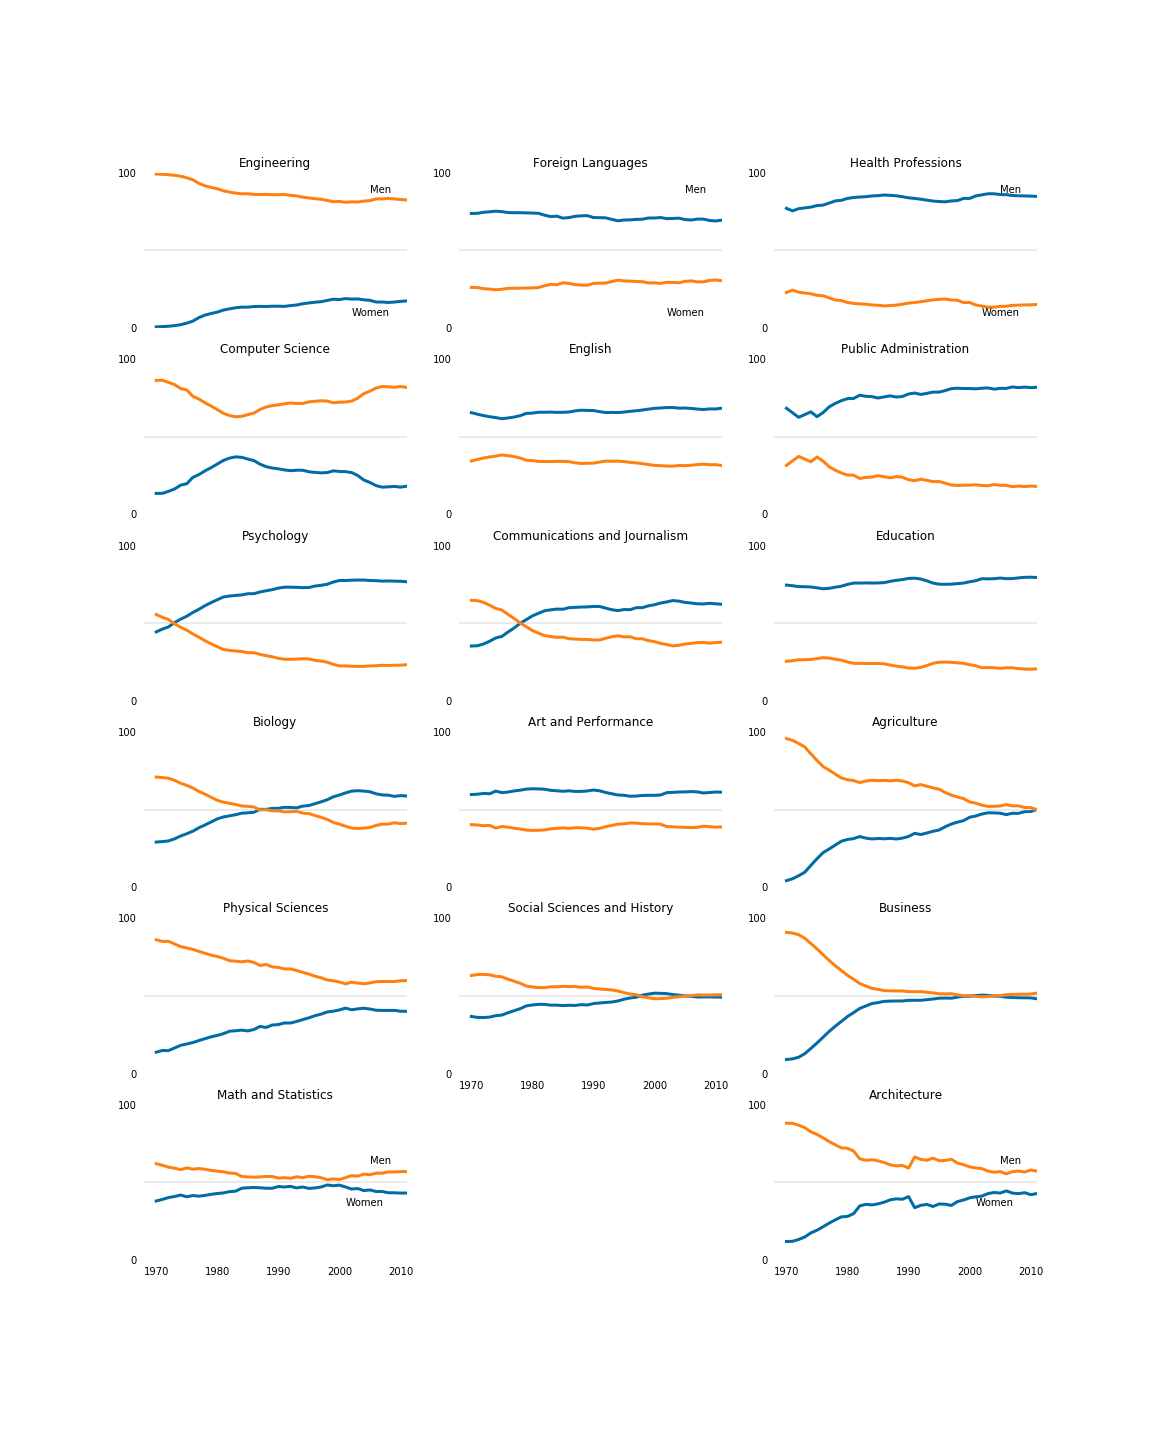 Engineering
100
Men
Women
0
Foreign Languages
100
Men
Women
0
Health Professions
100
Men
Women
0
Computer Science
100
0
English
100
0
Public Administration
100
0
Psychology
100
0
Communications and Journalism
100
0
Education
100
0
Biology
100
0
Art and Performance
100
0
Agriculture
100
0
Physical Sciences
100
0
Social Sciences and History
100
0
1970 1980 1990 2000 2010
Business
100
0
Math and Statistics
100
Men
Women
0
1970 1980 1990 2000 2010
Architecture
100
Men
Women
0
1970 1980 1990 2000 2010